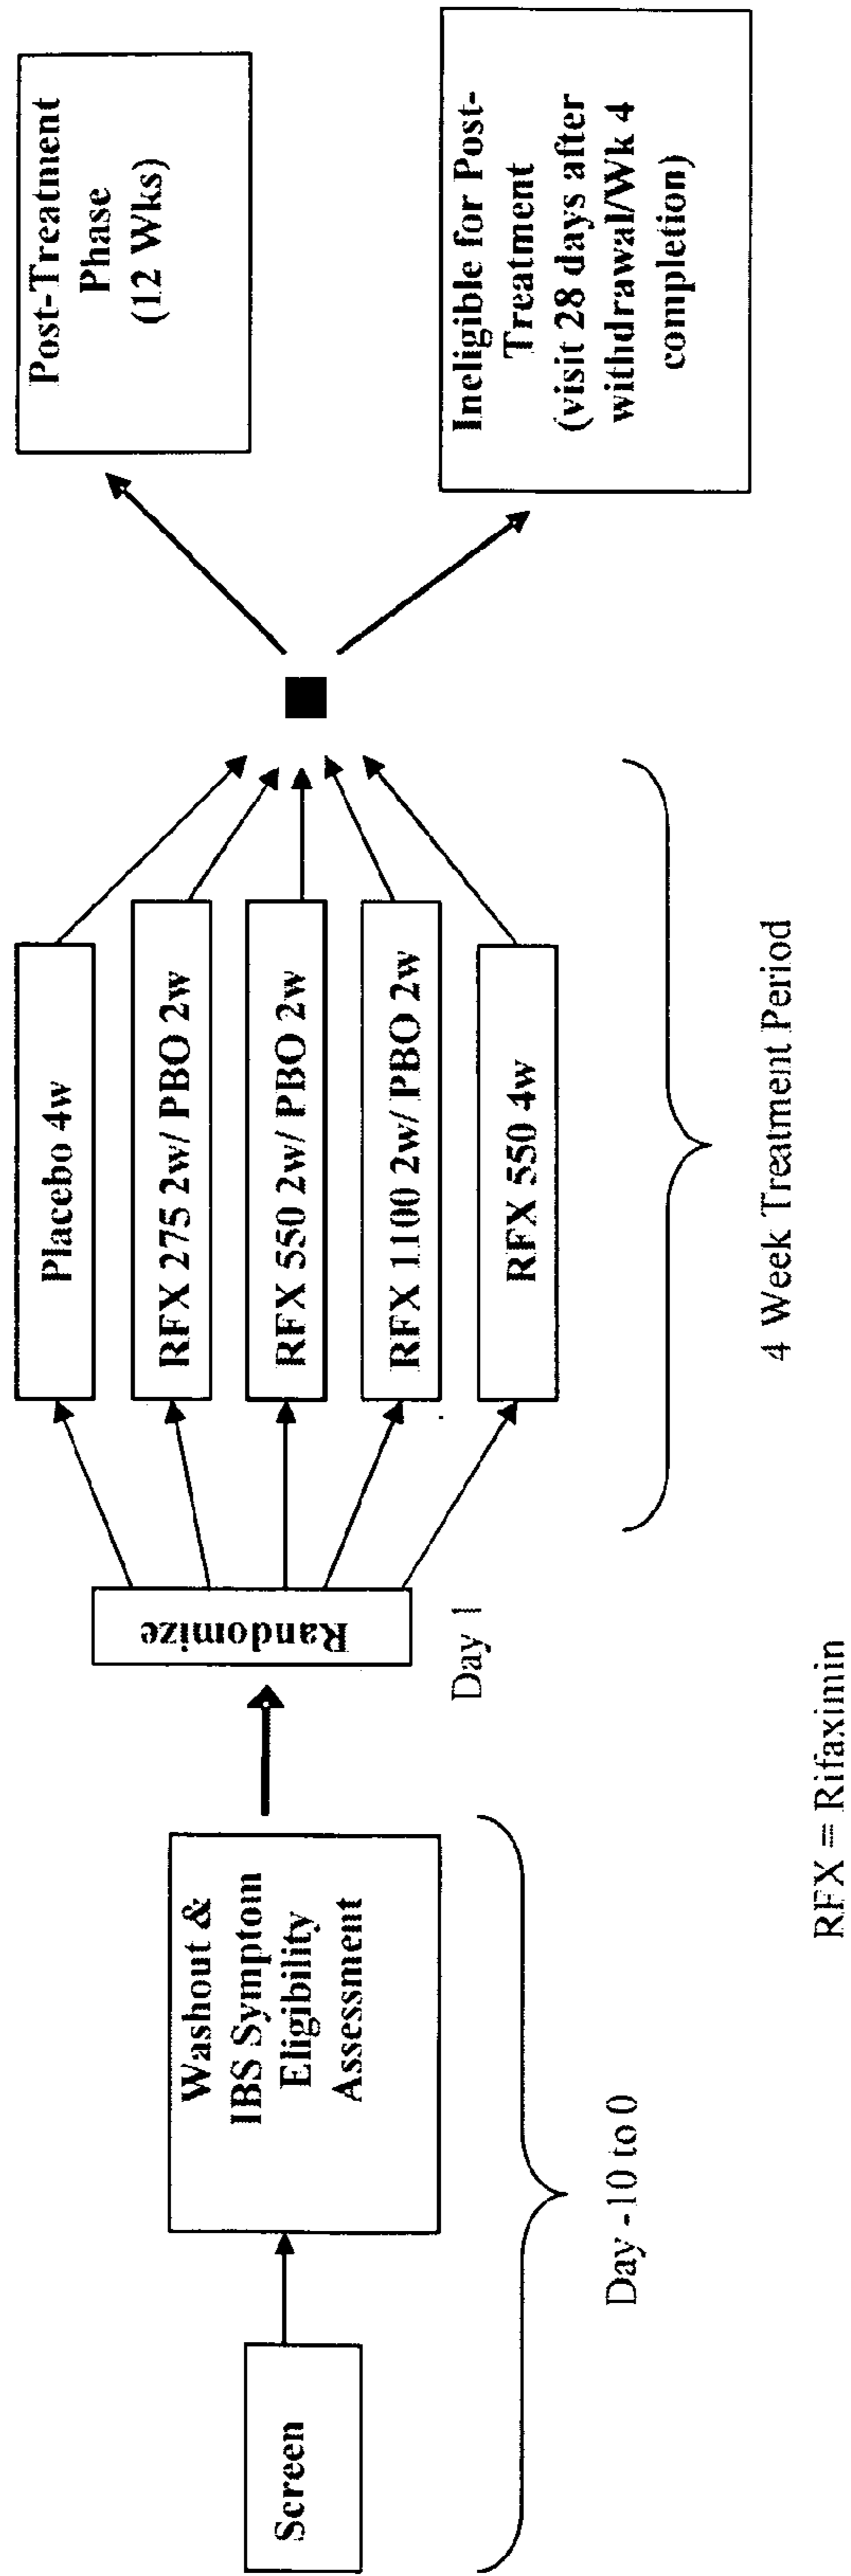 Screen
Washout &
IBS Symptom
Eligibility
Assessment
Day -10 to 0
Randomize
Day 1
Placebo 4w
RFX 275 2w/ PBO 2w
RFX 550 2w/ PBO 2w
RFX 1100 2w/ PBO 2w
RFX 550 4w
4 Week Treatment Period
Post-Treatment
Phase
(12 Wks)
Ineligible for Post-
Treatment
(visit 28 days after
withdrawal/Wk 4
completion)
RFX = Rifaximin